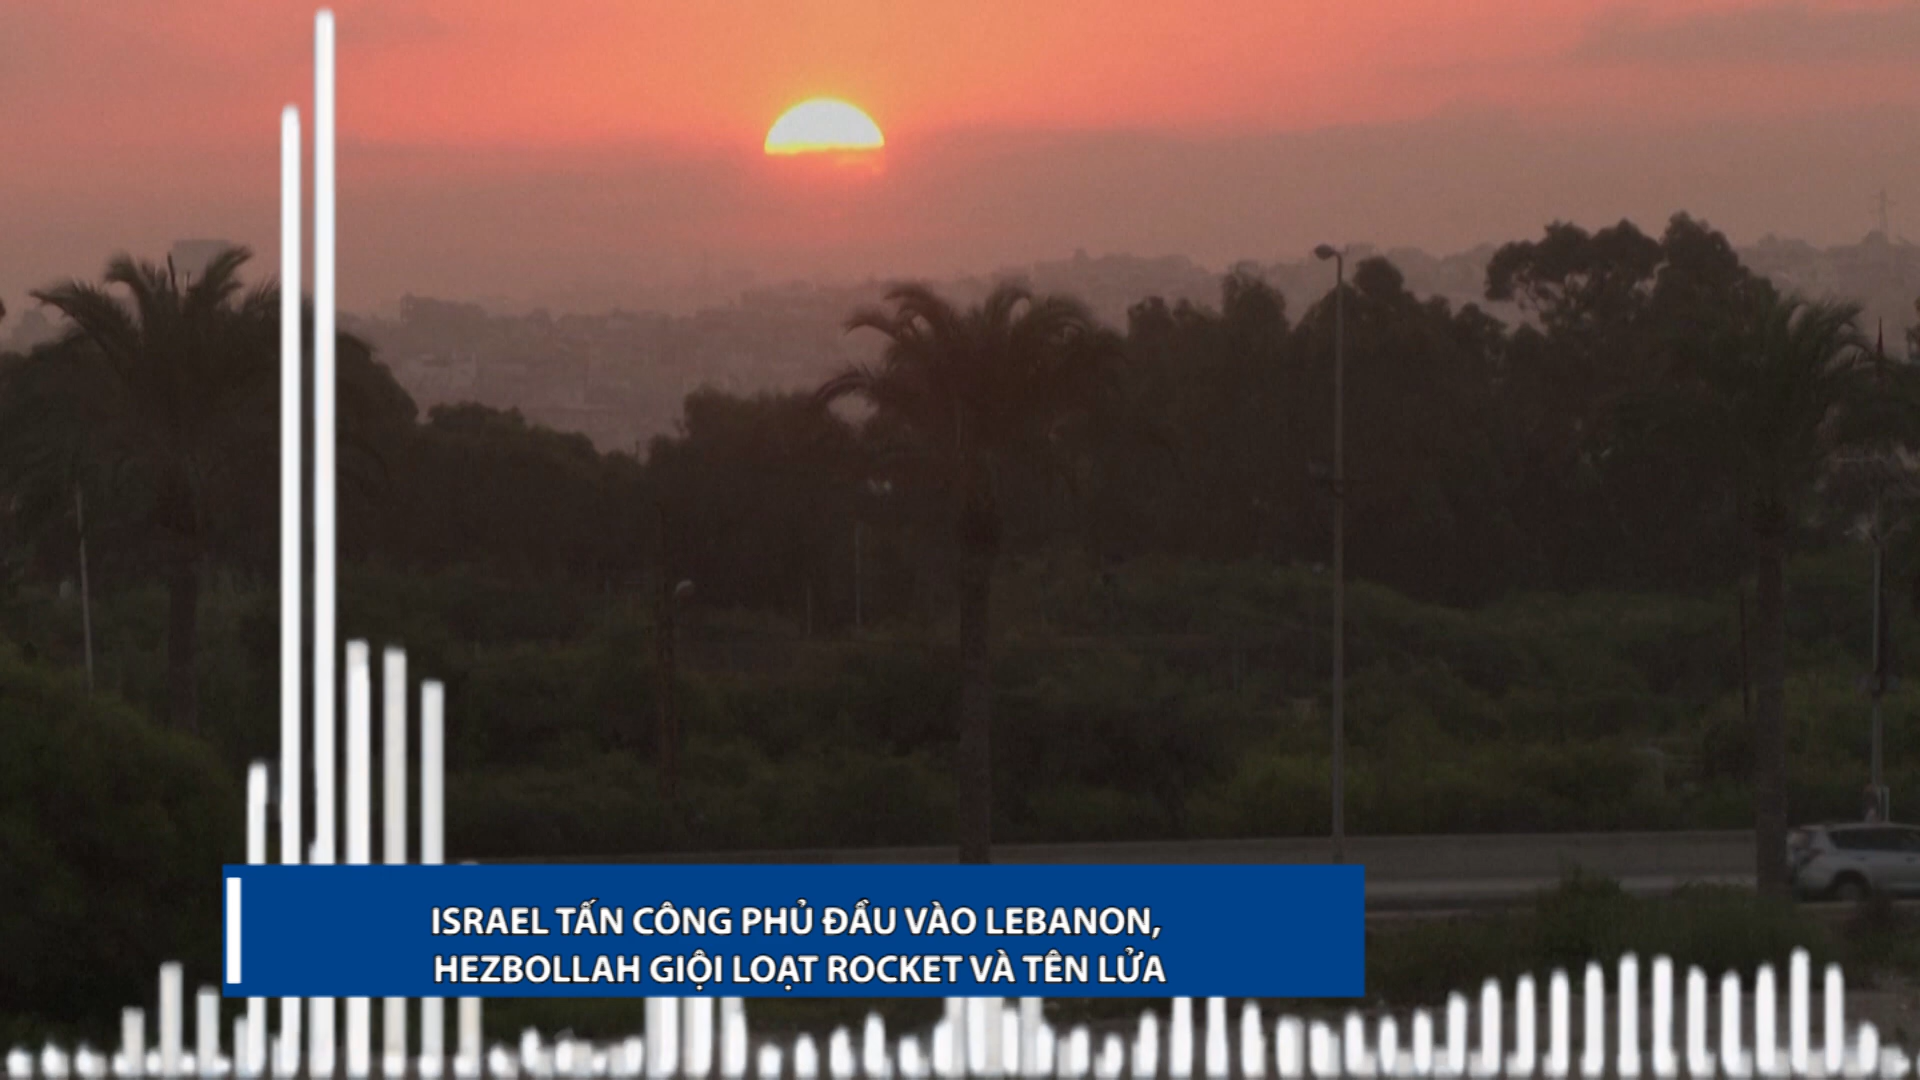 ISRAEL TẤN CÔNG PHỦ ĐẦU VÀO LEBANON,
HEZBOLLAH GIỘI LOẠT ROCKET VÀ TÊN LỬA